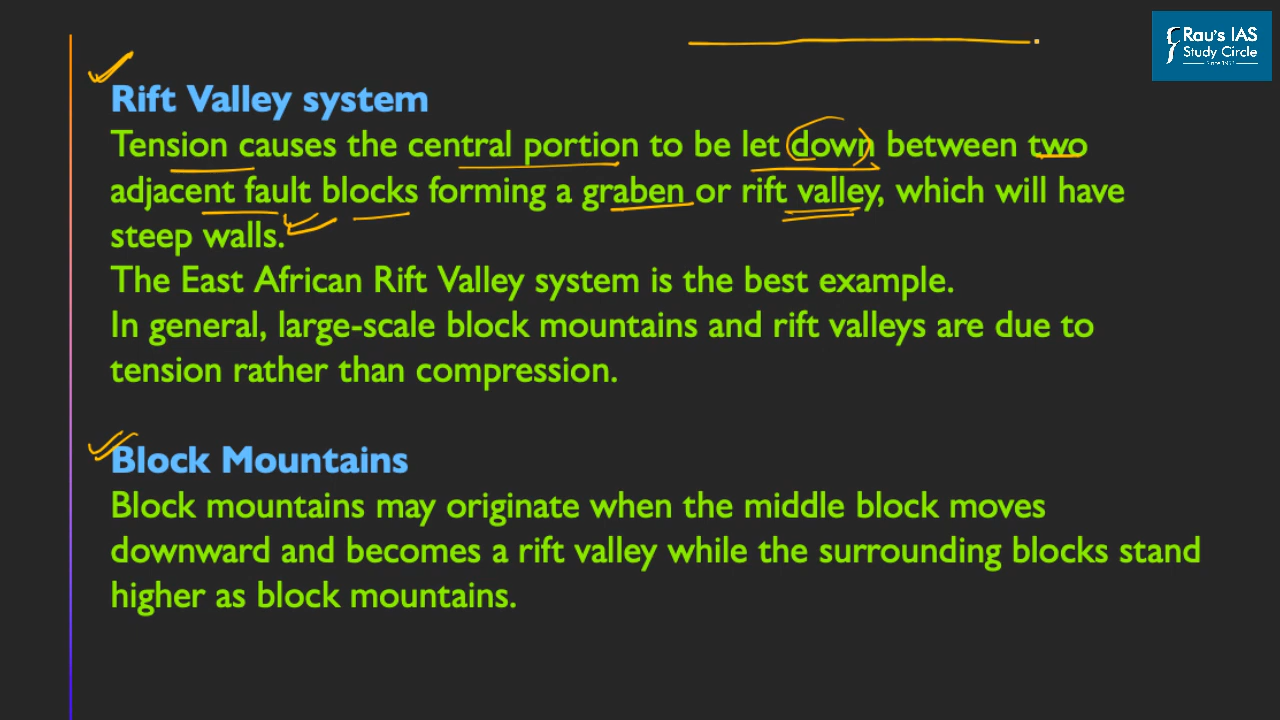 Rau's IAS
Study Circle
Rift Valley system
Tension causes the central portion to be let down between two
adjacent fault blocks forming a graben or rift valley, which will have
steep walls.
The East African Rift Valley system is the best example.
In general, large-scale block mountains and rift valleys are due to
tension rather than compression.
Block Mountains
Block mountains may originate when the middle block moves
downward and becomes a rift valley while the surrounding blocks stand
higher as block mountains.